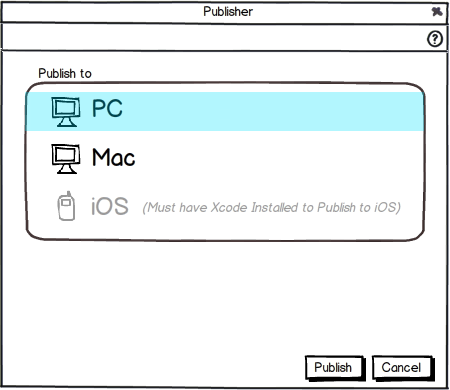 Publisher
?
Publish to
PC
Mac
iOS (Must have Xcode Installed to Publish to iOS)
Publish Cancel